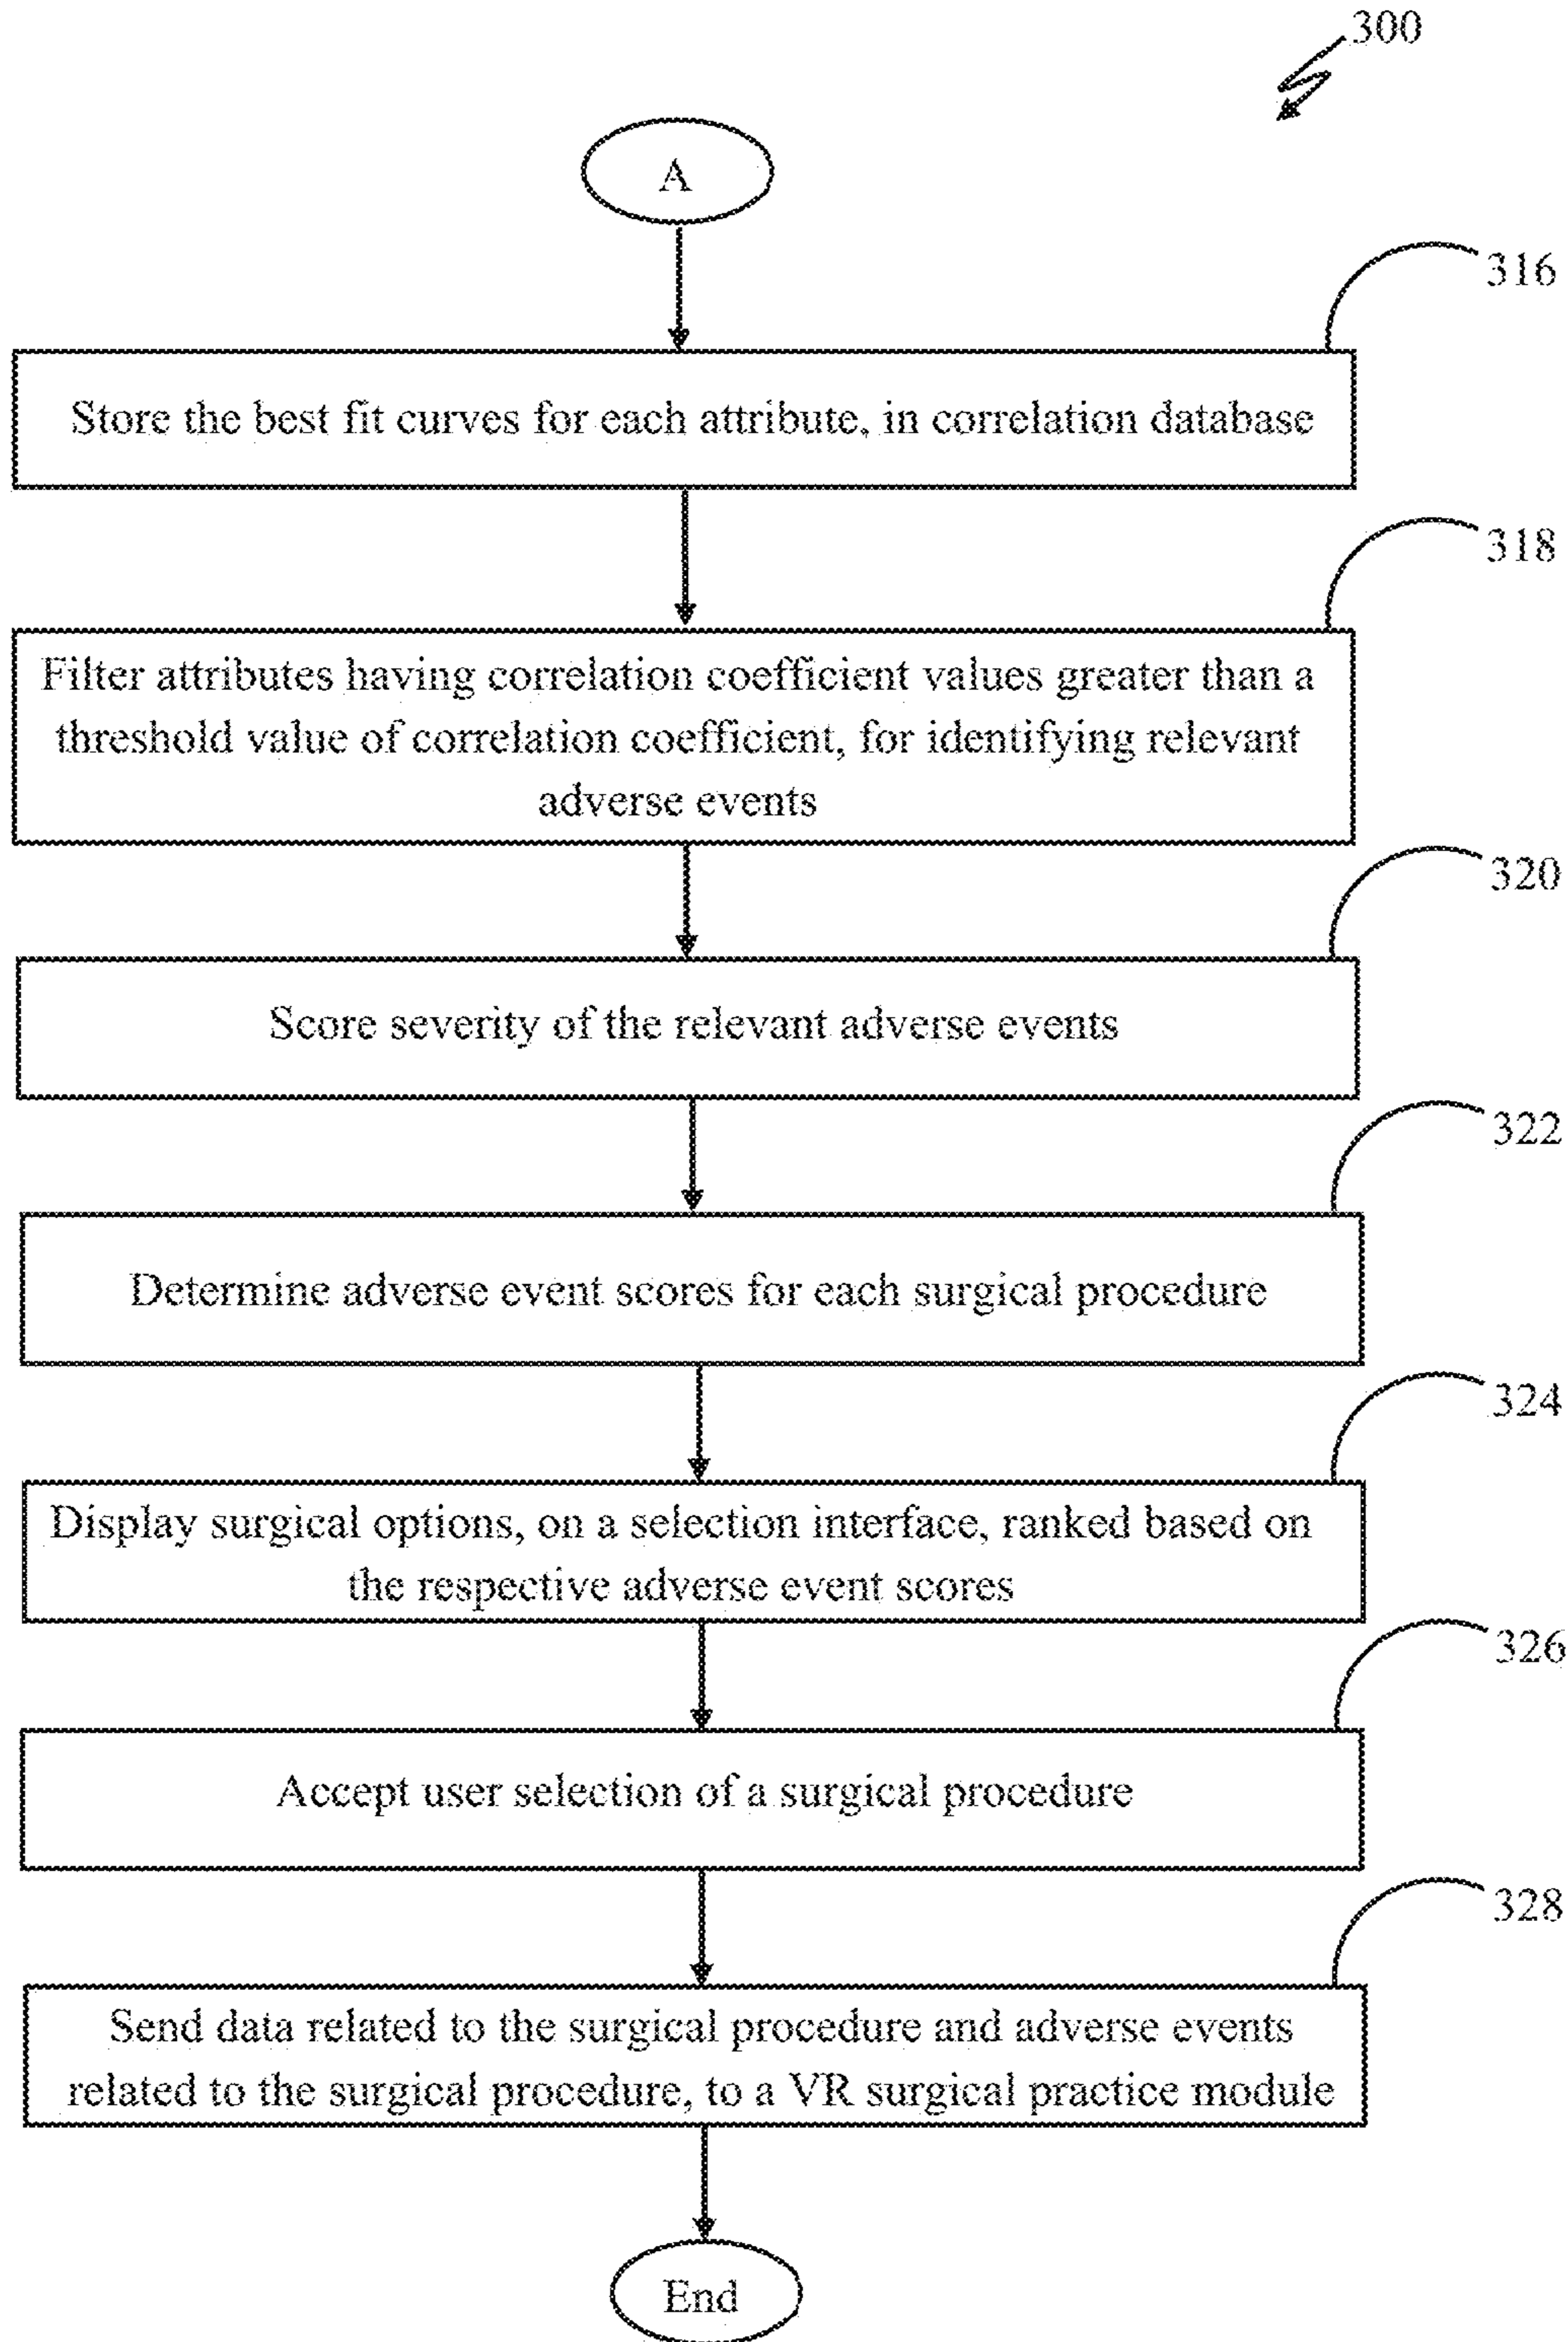 300
A
316
Store the best fit curves for each attribute, in correlation database
318
Filter attributes having correlation coefficient values greater than a
threshold value of correlation coefficient, for identifying relevant
adverse events
320
Score severity of the relevant adverse events
322
Determine adverse event scores for each surgical procedure
324
Display surgical options, on a selection interface, ranked based on
the respective adverse event scores
326
Accept user selection of a surgical procedure
328
Send data related to the surgical procedure and adverse events
related to the surgical procedure, to a VR surgical practice module
End